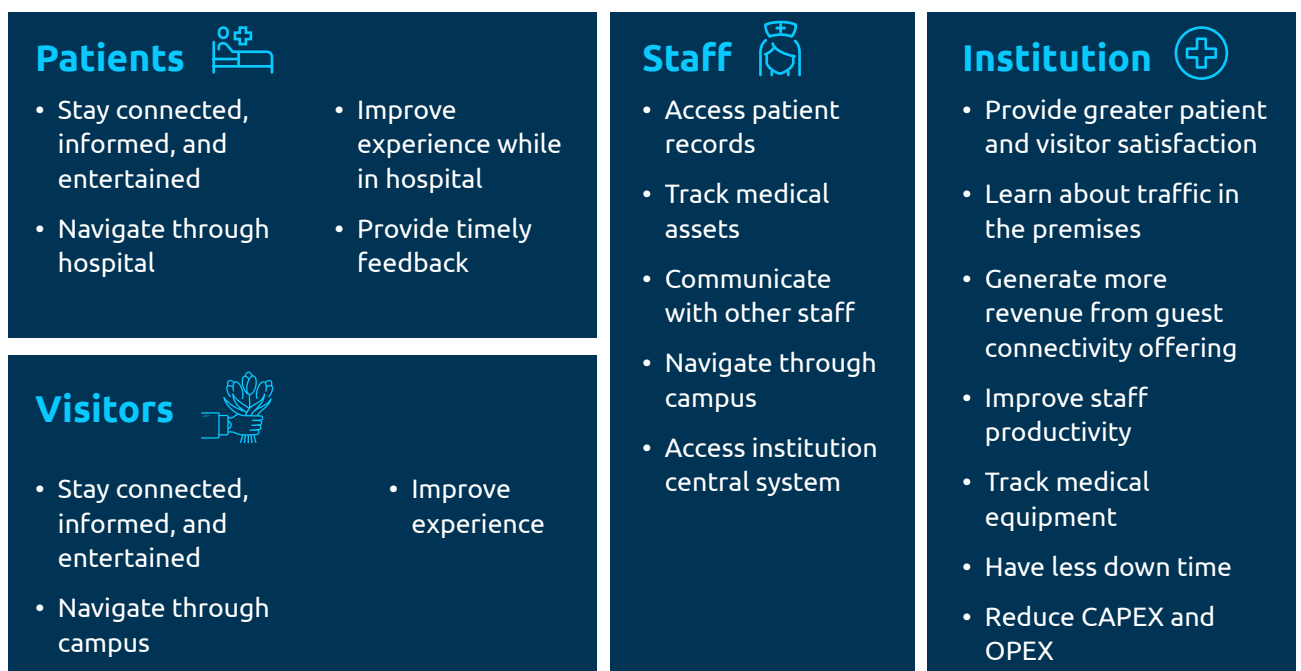 Patients
• Stay connected,
informed, and
entertained
• Navigate through
hospital
• Improve
experience while
in hospital
• Provide timely
feedback
Visitors
• Stay connected,
informed, and
entertained
• Navigate through
campus
• Improve
experience
Staff
• Access patient
records
• Track medical
assets
• Communicate
with other staff
• Navigate through
campus
• Access institution
central system
Institution
• Provide greater patient
and visitor satisfaction
• Learn about traffic in
the premises
• Generate more
revenue from guest
connectivity offering
• Improve staff
productivity
• Track medical
equipment
• Have less down time
• Reduce CAPEX and
OPEX